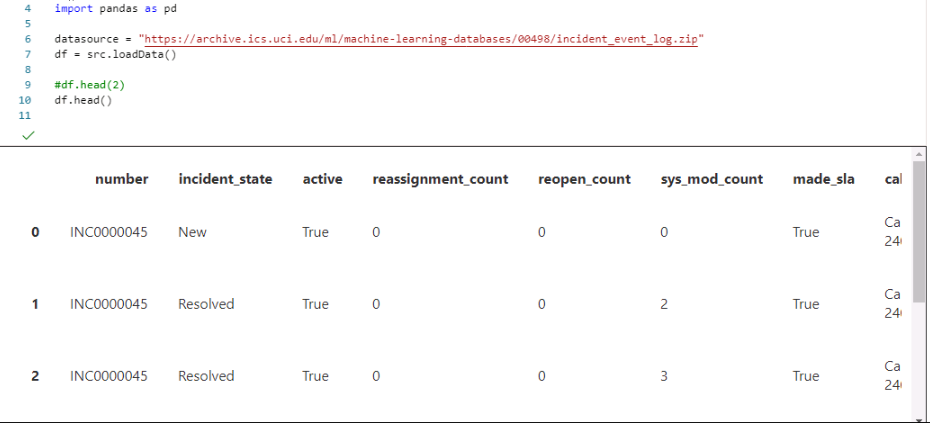 4 import pandas as pd
5
6 datasource = "https://archive.ics.uci.edu/ml/machine-learning-databases/00498/incident_event_log.zip"
7 df = src.loadData()
8
9 #df.head(2)
10 df.head()
11
number incident_state active reassignment_count reopen_count sys_mod_count made_sla cal
0 INC0000045 New True 0 0 0 True Ca
24
1 INC0000045 Resolved True 0 0 2 True Ca
24
2 INC0000045 Resolved True 0 0 3 True Ca
24